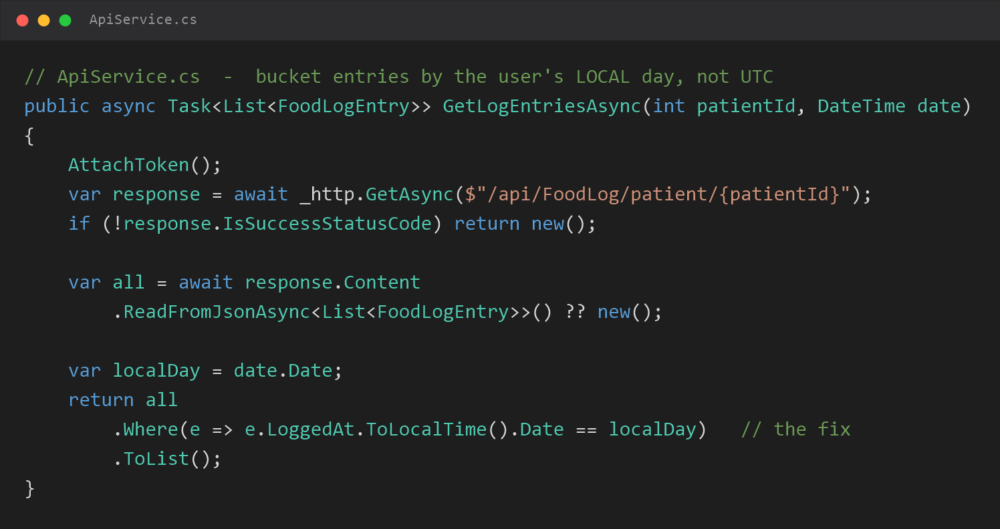 ApiService.cs
// ApiService.cs  -  bucket entries by the user's LOCAL day, not UTC
public async Task<List<FoodLogEntry>> GetLogEntriesAsync(int patientId, DateTime date)
{
    AttachToken();
    var response = await _http.GetAsync($"/api/FoodLog/patient/{patientId}");
    if (!response.IsSuccessStatusCode) return new();

    var all = await response.Content
        .ReadFromJsonAsync<List<FoodLogEntry>>() ?? new();

    var localDay = date.Date;
    return all
        .Where(e => e.LoggedAt.ToLocalTime().Date == localDay)   // the fix
        .ToList();
}